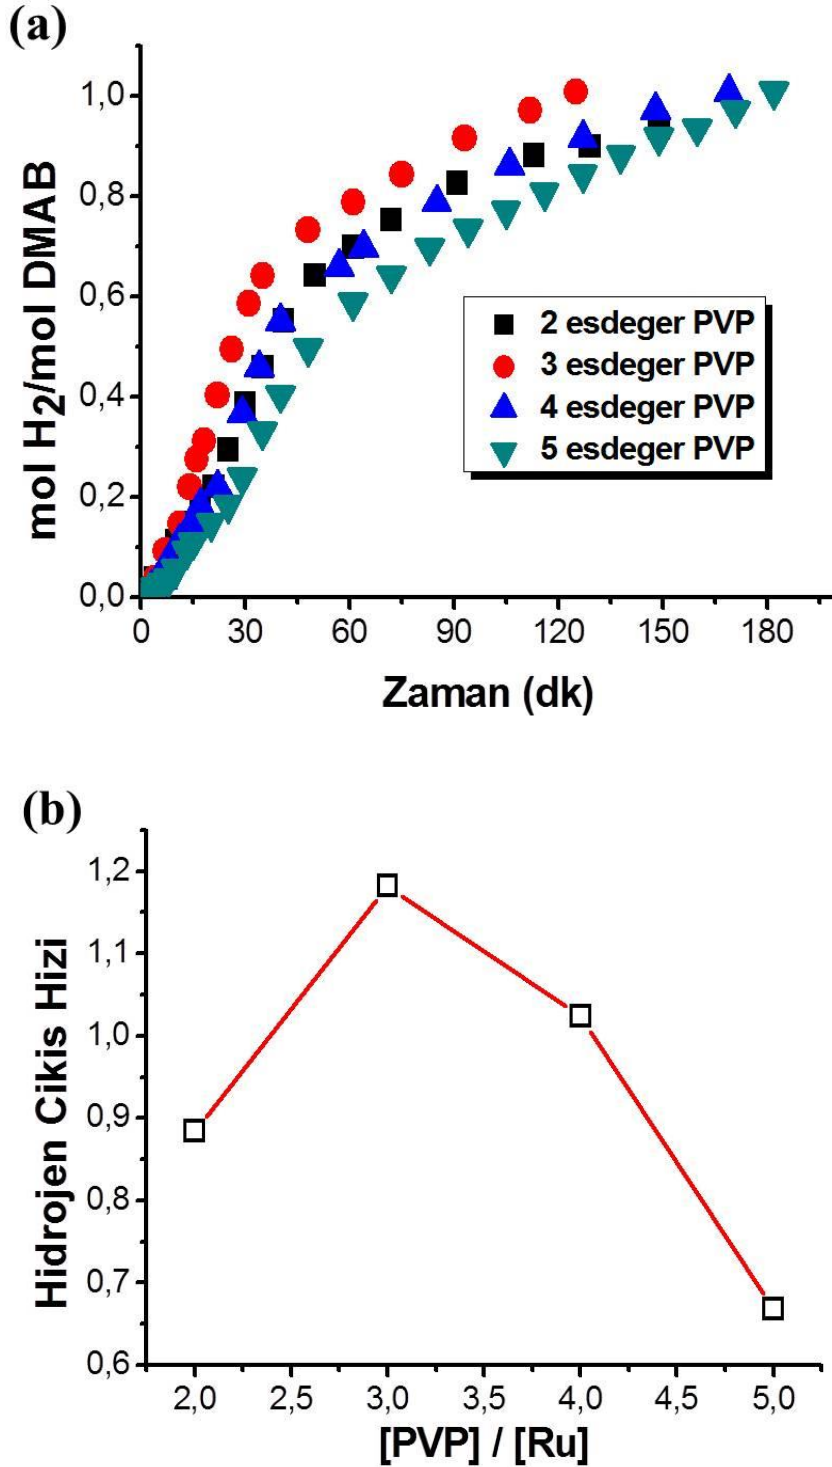 (a)
mol H2/mol DMAB
1,0
0,8
0,6
0,4
0,2
0,0
2 esdeger PVP
3 esdeger PVP
4 esdeger PVP
5 esdeger PVP
0 30 60 90 120 150 180
Zaman (dk)
(b)
Hidrojen Cikis Hizi
1,2
1,1
1,0
0,9
0,8
0,7
0,6
2,0 2,5 3,0 3,5 4,0 4,5 5,0
[PVP] / [Ru]